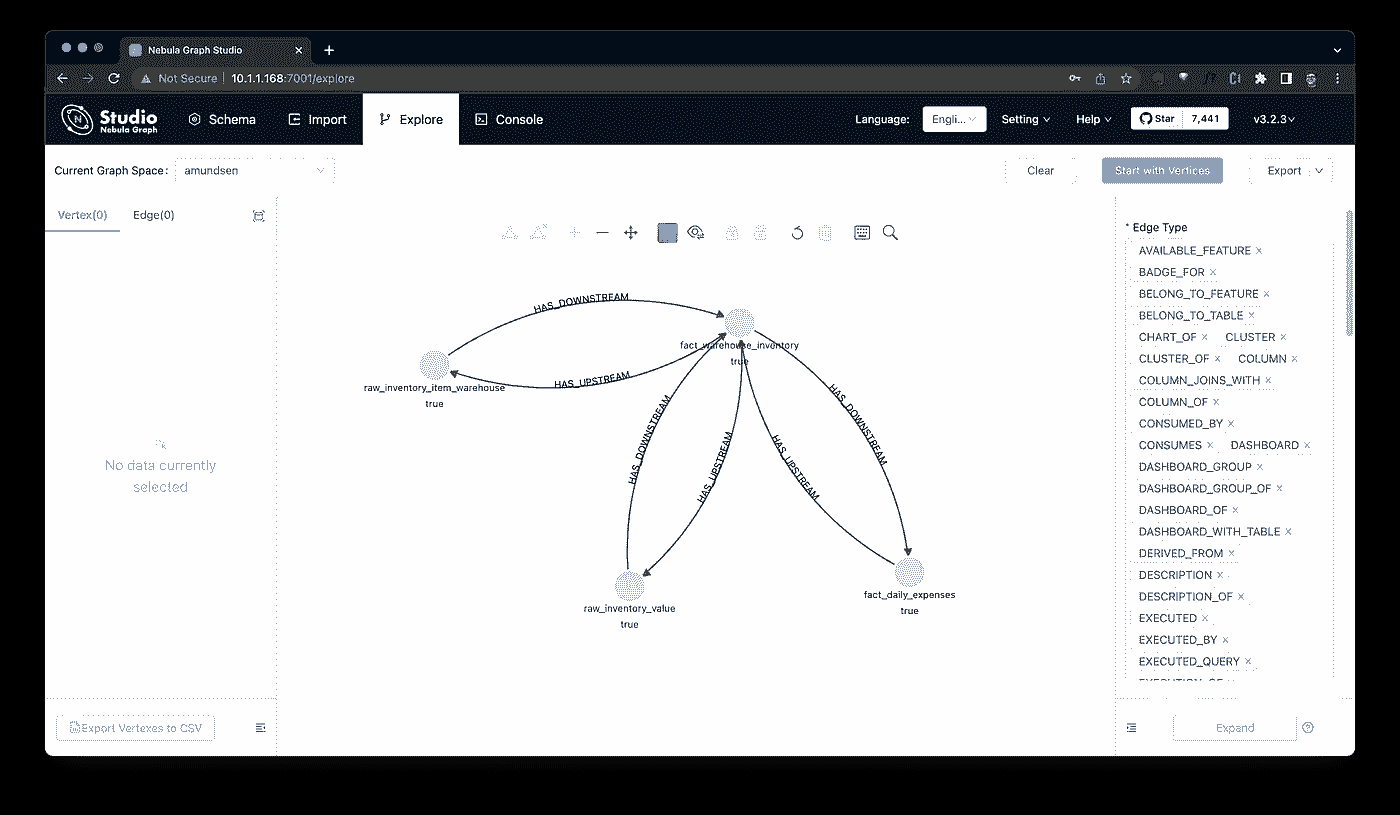 Nebula Graph Studio
Not Secure 10.1.1.168:7001/explore
Studio
Nebula Graph
Schema Import Explore Console Language: Engli... Setting Help Star 7,441 v3.2.3
Current Graph Space: amundsen Clear Start with Vertices Export
Vertex(0) Edge(0)
* Edge Type
AVAILABLE_FEATURE ×
BADGE_FOR ×
BELONG_TO_FEATURE ×
BELONG_TO_TABLE ×
CHART_OF × CLUSTER ×
CLUSTER_OF × COLUMN ×
COLUMN_JOINS_WITH ×
COLUMN_OF ×
CONSUMED_BY ×
CONSUMES × DASHBOARD ×
DASHBOARD_GROUP ×
DASHBOARD_GROUP_OF ×
DASHBOARD_OF ×
DASHBOARD_WITH_TABLE ×
DERIVED_FROM ×
DESCRIPTION ×
DESCRIPTION_OF ×
EXECUTED ×
EXECUTED_BY ×
EXECUTED_QUERY ×
HAS_DOWNSTREAM
fact_warehouse_inventory
true
HAS_UPSTREAM
raw_inventory_item_warehouse
true
HAS_DOWNSTREAM
HAS_UPSTREAM
HAS_UPSTREAM
HAS_DOWNSTREAM
raw_inventory_value
true
fact_daily_expenses
true
No data currently
selected
Export Vertexes to CSV
Expand